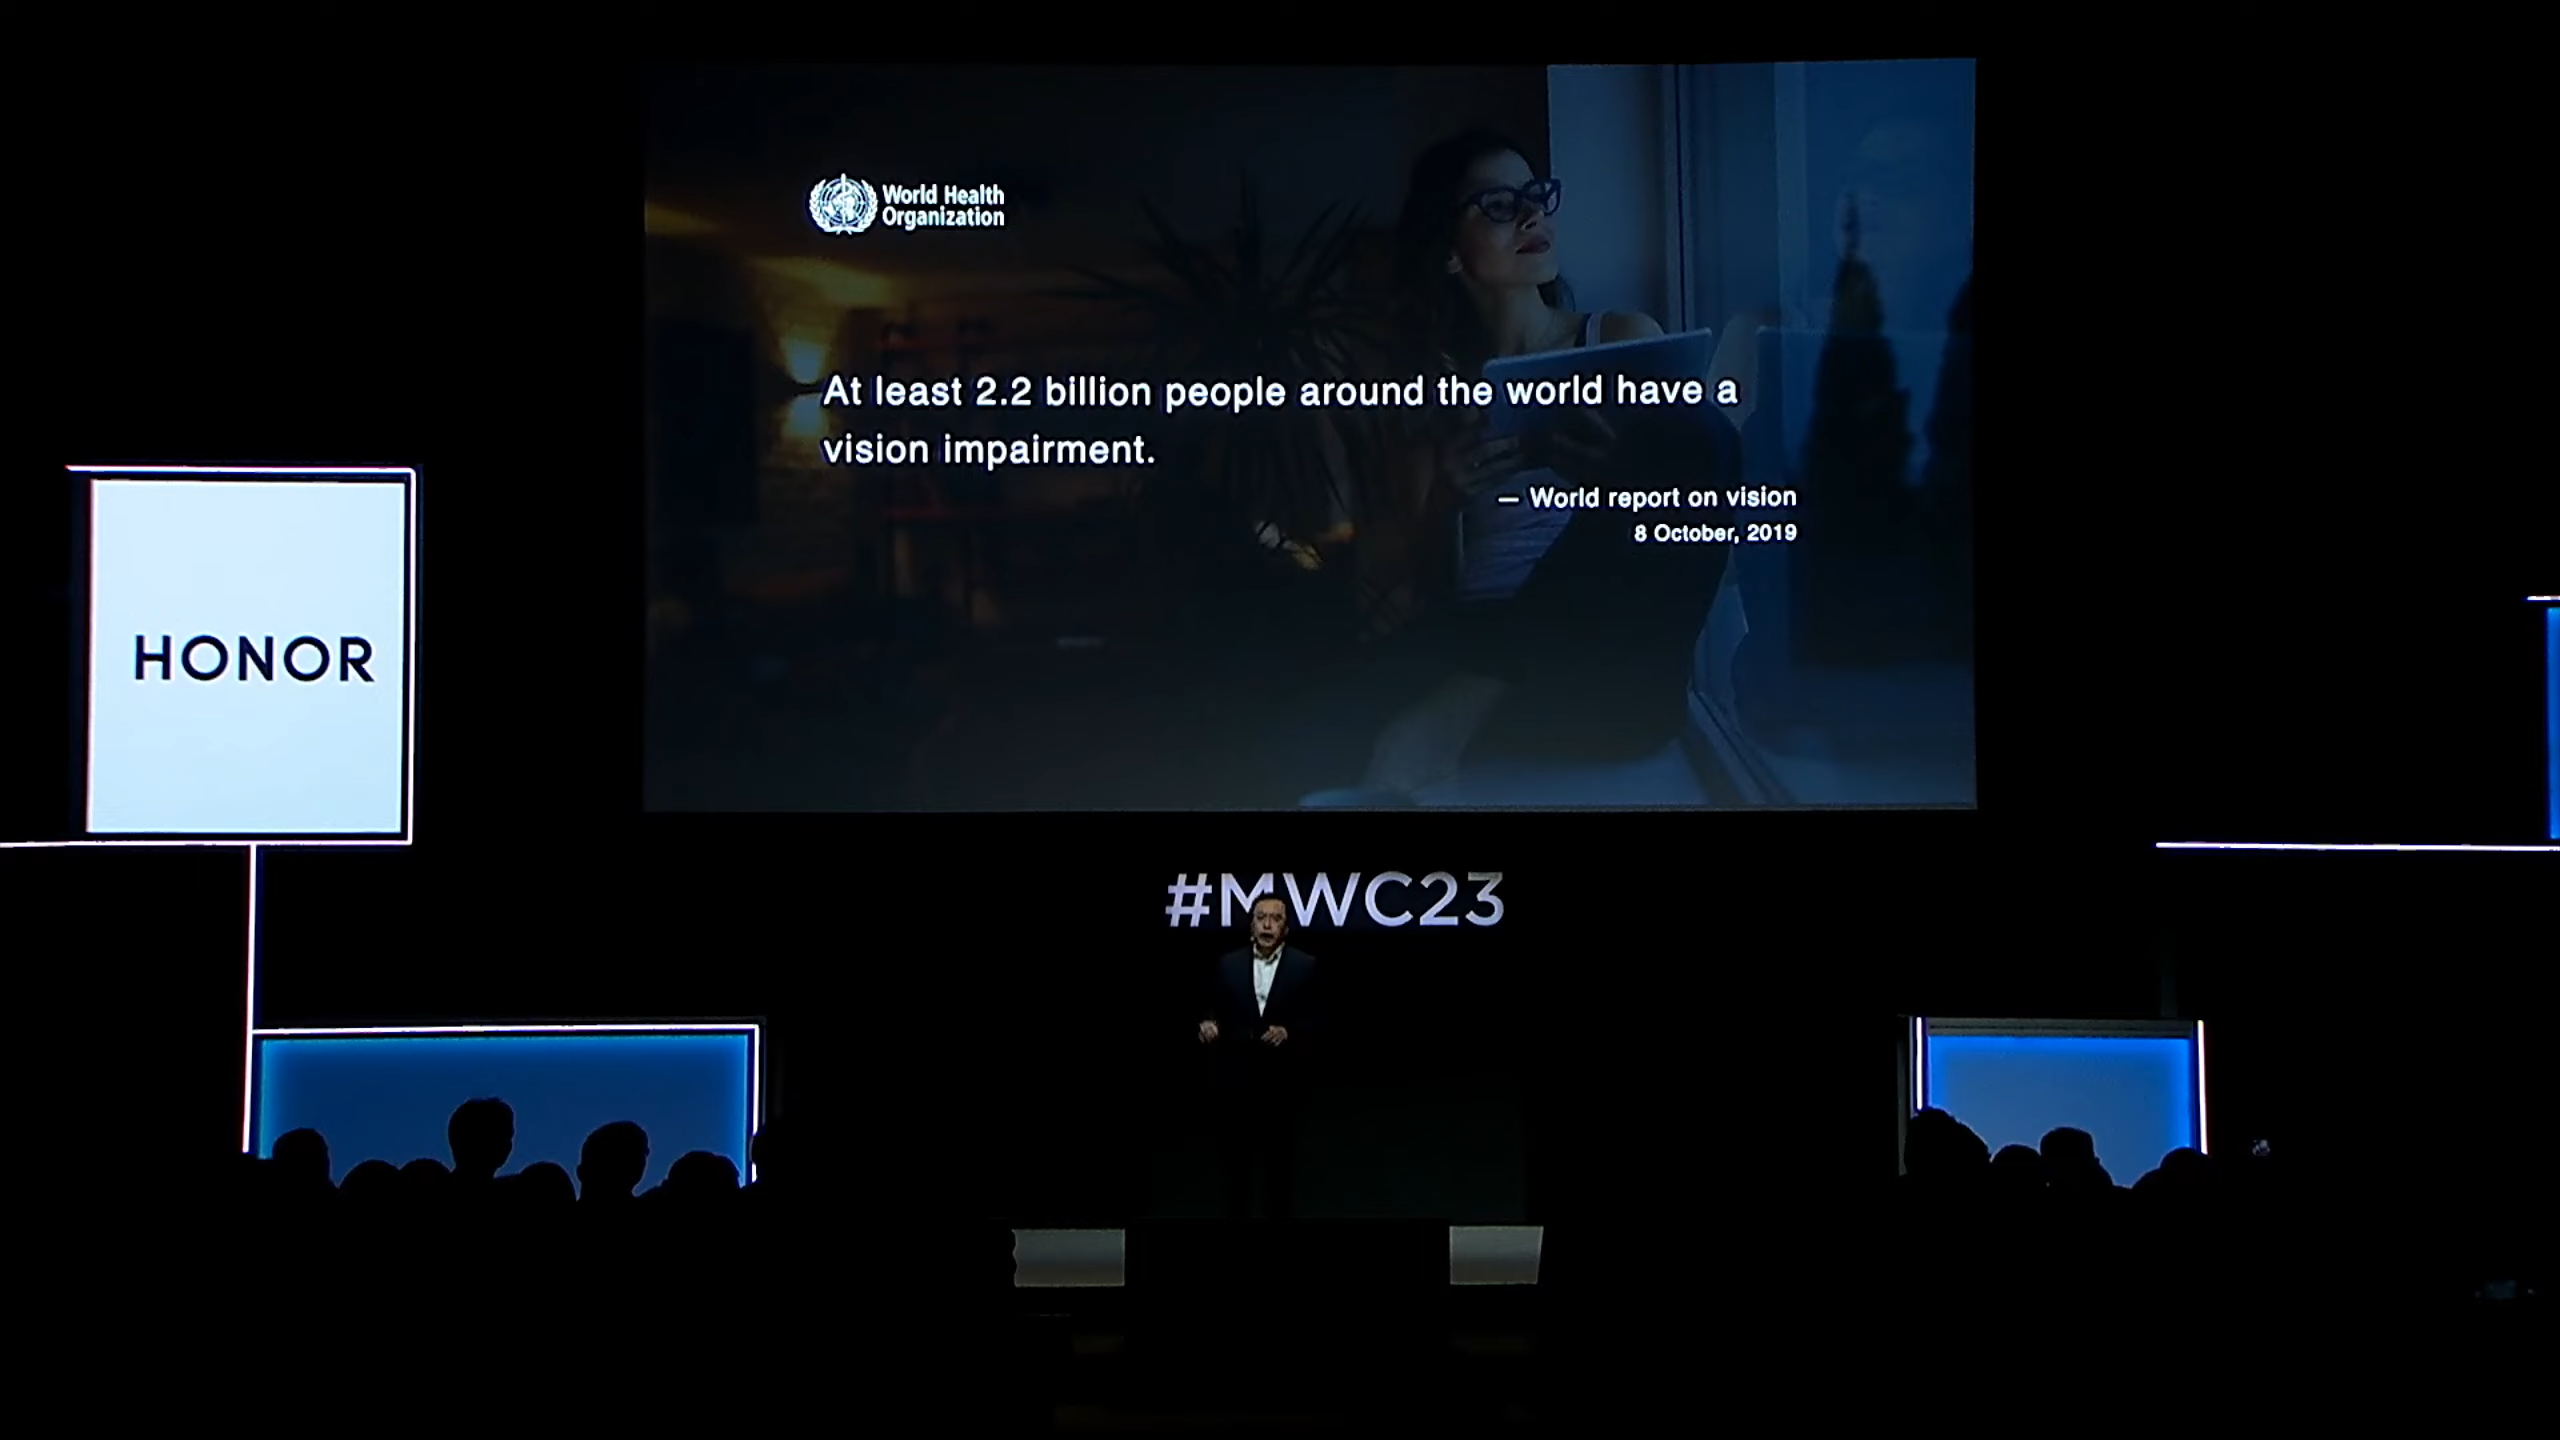 World Health
Organization
At least 2.2 billion people around the world have a
vision impairment.
— World report on vision
8 October, 2019
HONOR
#MWC23